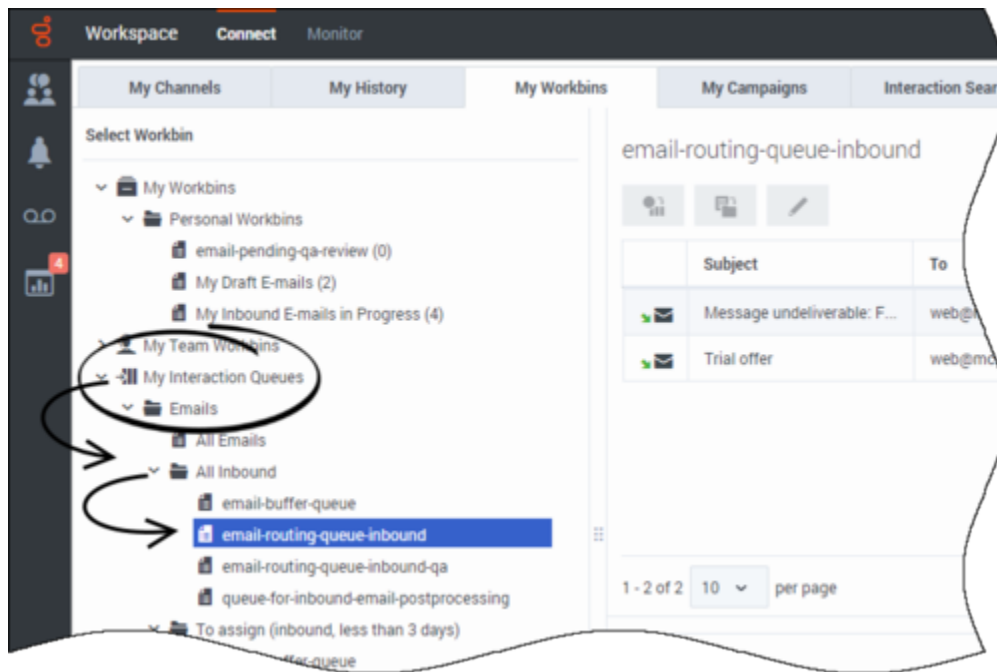 Workspace Connect Monitor
My Channels My History My Workbins My Campaigns Interaction Sear
Select Workbin
email-routing-queue-inbound
My Workbins
Personal Workbins
email-pending-qa-review (0)
My Draft E-mails (2)
My Inbound E-mails in Progress (4)
My Team Workbins
My Interaction Queues
Emails
All Emails
All Inbound
email-buffer-queue
email-routing-queue-inbound
email-routing-queue-inbound-qa
queue-for-inbound-email-postprocessing
To assign (inbound, less than 3 days)
4
Subject To
Message undeliverable: F...
Trial offer
1 - 2 of 2 10 per page